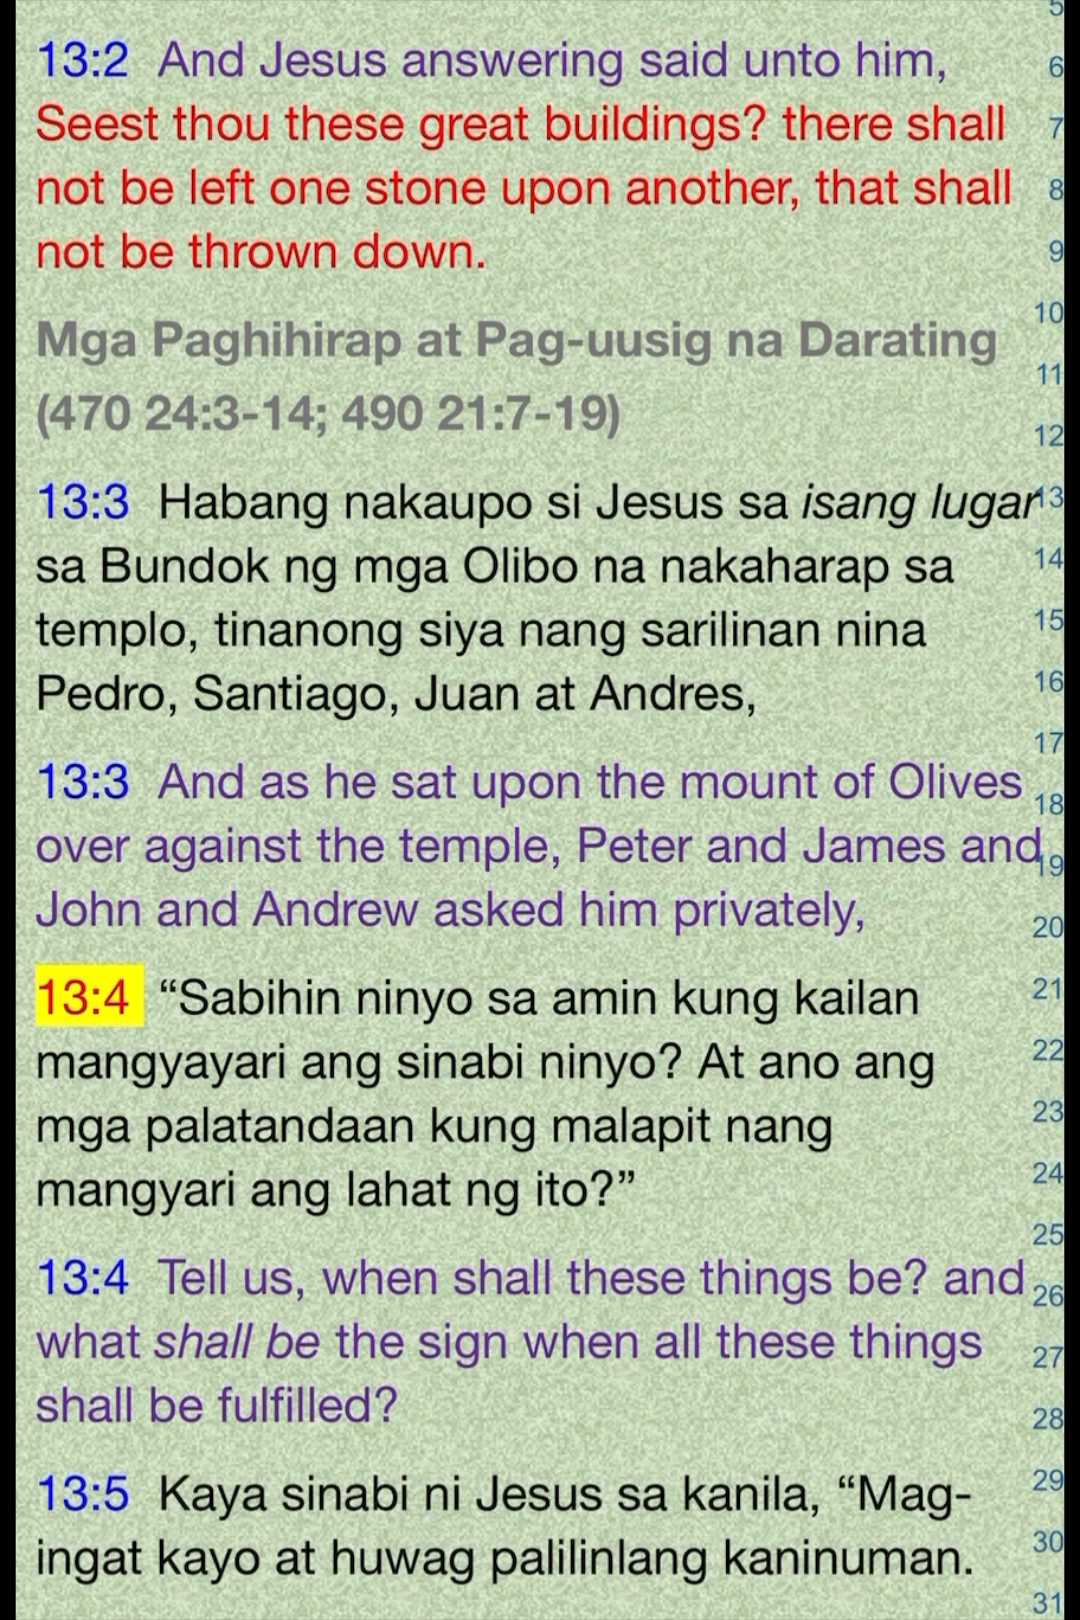 5
13:2 And Jesus answering said unto him,
6
Seest thou these great buildings? there shall
7
not be left one stone upon another, that shall
8
not be thrown down.
9
10
Mga Paghihirap at Pag-uusig na Darating
11
(470 24:3-14; 490 21:7-19)
12
13:3 Habang nakaupo si Jesus sa isang lugar
13
sa Bundok ng mga Olibo na nakaharap sa
14
templo, tinanong siya nang sarilinan nina
15
Pedro, Santiago, Juan at Andres,
16
17
13:3 And as he sat upon the mount of Olives
18
over against the temple, Peter and James and
19
John and Andrew asked him privately,
20
13:4 “Sabihin ninyo sa amin kung kailan
21
mangyayari ang sinabi ninyo? At ano ang
22
mga palatandaan kung malapit nang
23
mangyari ang lahat ng ito?”
24
25
13:4 Tell us, when shall these things be? and
26
what shall be the sign when all these things
27
shall be fulfilled?
28
13:5 Kaya sinabi ni Jesus sa kanila, “Mag-
29
ingat kayo at huwag palilinlang kaninuman.
30
31